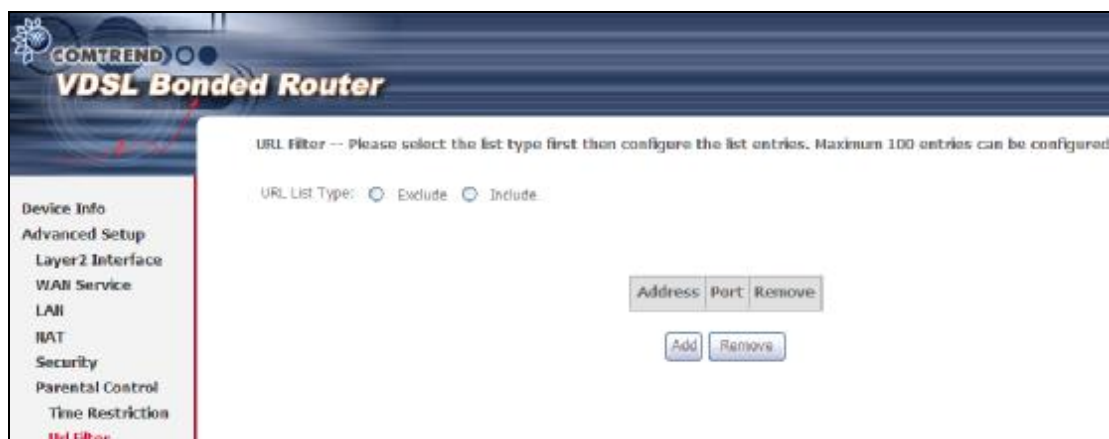 COMTREND
VDSL Bonded Router
URL Filter -- Please select the list type first then configure the list entries. Maximum 100 entries can be configured
URL List Type: Exclude Include
Address Port Remove
Add Remove
Device Info
Advanced Setup
Layer2 Interface
WAN Service
LAN
NAT
Security
Parental Control
Time Restriction
Url Filter